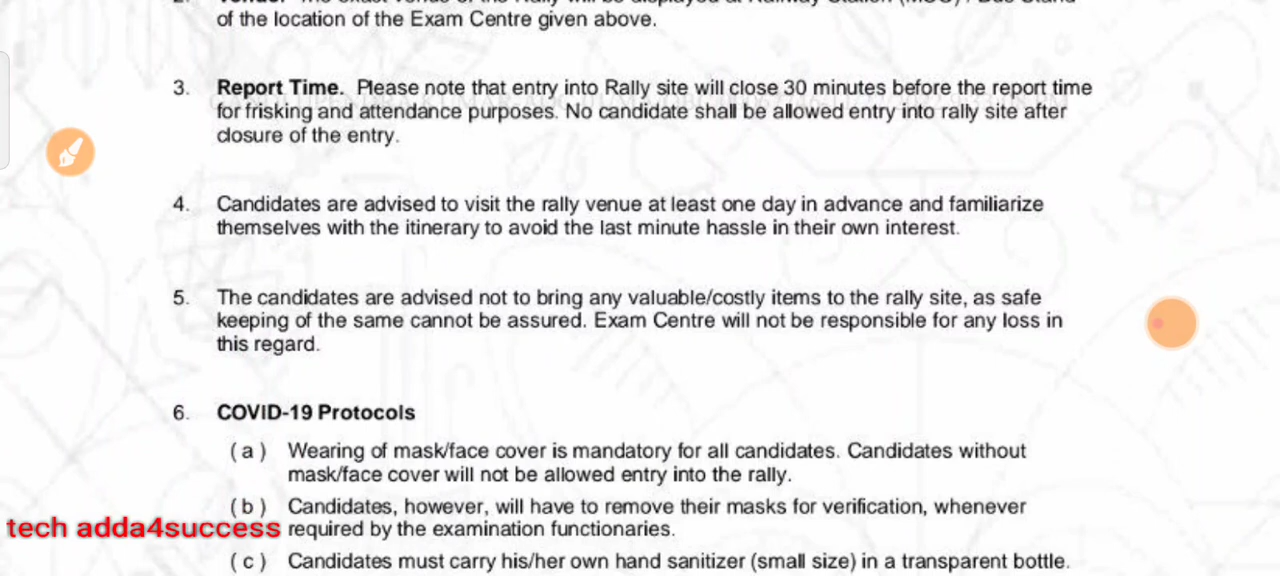 of the location of the Exam Centre given above.
3. Report Time. Please note that entry into Rally site will close 30 minutes before the report time
for frisking and attendance purposes. No candidate shall be allowed entry into rally site after
closure of the entry.
4. Candidates are advised to visit the rally venue at least one day in advance and familiarize
themselves with the itinerary to avoid the last minute hassle in their own interest.
5. The candidates are advised not to bring any valuable/costly items to the rally site, as safe
keeping of the same cannot be assured. Exam Centre will not be responsible for any loss in
this regard.
6. COVID-19 Protocols
(a) Wearing of mask/face cover is mandatory for all candidates. Candidates without
mask/face cover will not be allowed entry into the rally.
(b) Candidates, however, will have to remove their masks for verification, whenever
tech adda4success required by the examination functionaries.
(c) Candidates must carry his/her own hand sanitizer (small size) in a transparent bottle.